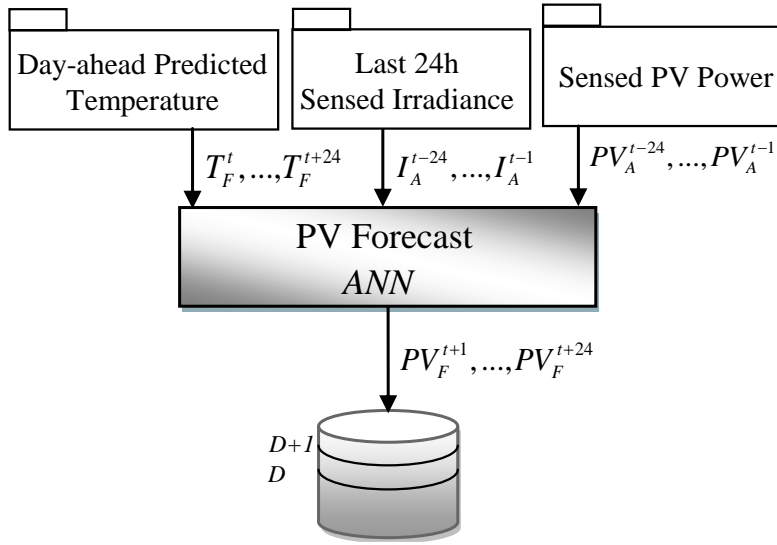 Day-ahead Predicted
Temperature
Last 24h
Sensed Irradiance
Sensed PV Power
T_F^t,...,T_F^{t+24}
I_A^{t-24},...,I_A^{t-1}
PV_A^{t-24},...,PV_A^{t-1}
PV Forecast
ANN
PV_F^{t+1},...,PV_F^{t+24}
D+1
D